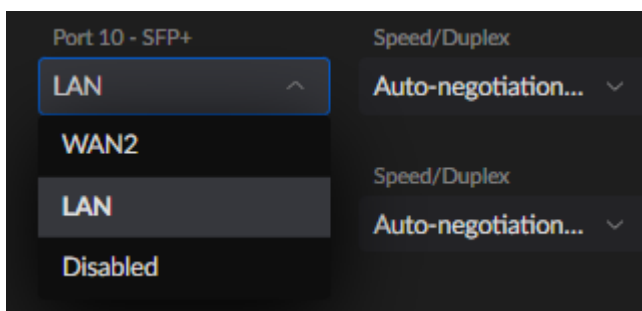 Port 10 - SFP+ Speed/Duplex
LAN Auto-negotiation...
WAN2
Speed/Duplex
LAN
Auto-negotiation...
Disabled